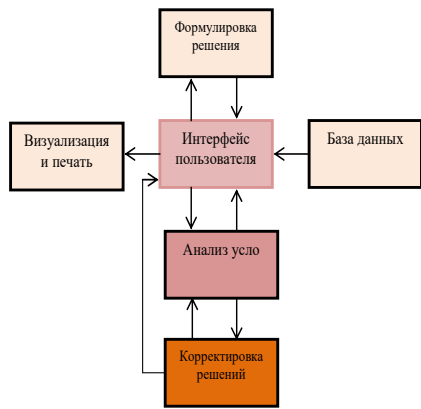 Формулировка
решения
Визуализация
и печать
Интерфейс
пользователя
База данных
Анализ усло
Корректировка
решений